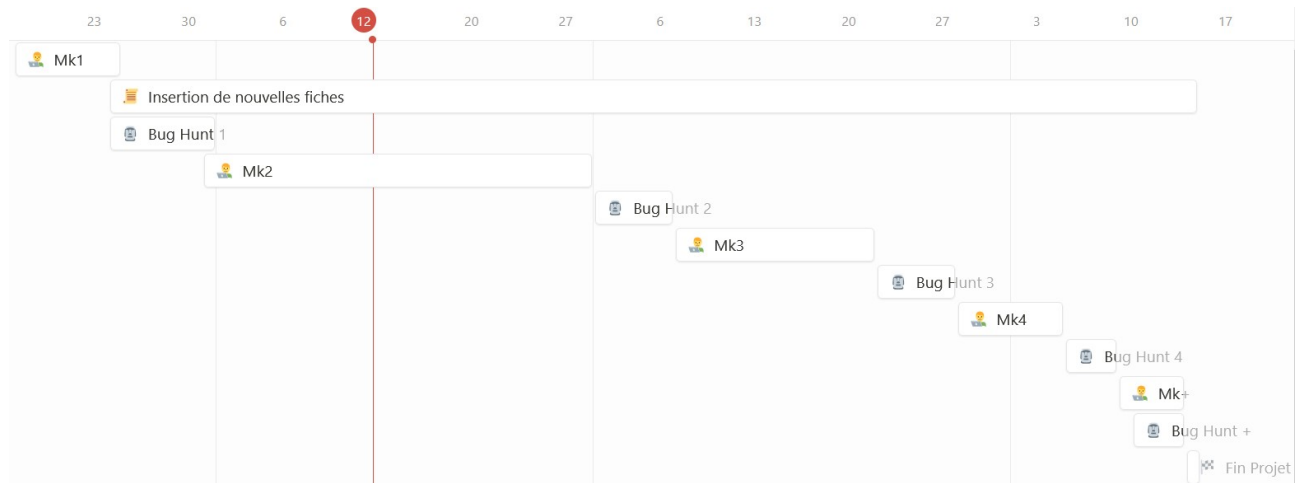 23 30 6 12 20 27 6 13 20 27 3 10 17
Mk1
Insertion de nouvelles fiches
Bug Hunt 1
Mk2
Bug Hunt 2
Mk3
Bug Hunt 3
Mk4
Bug Hunt 4
Mk+
Bug Hunt +
Fin Projet